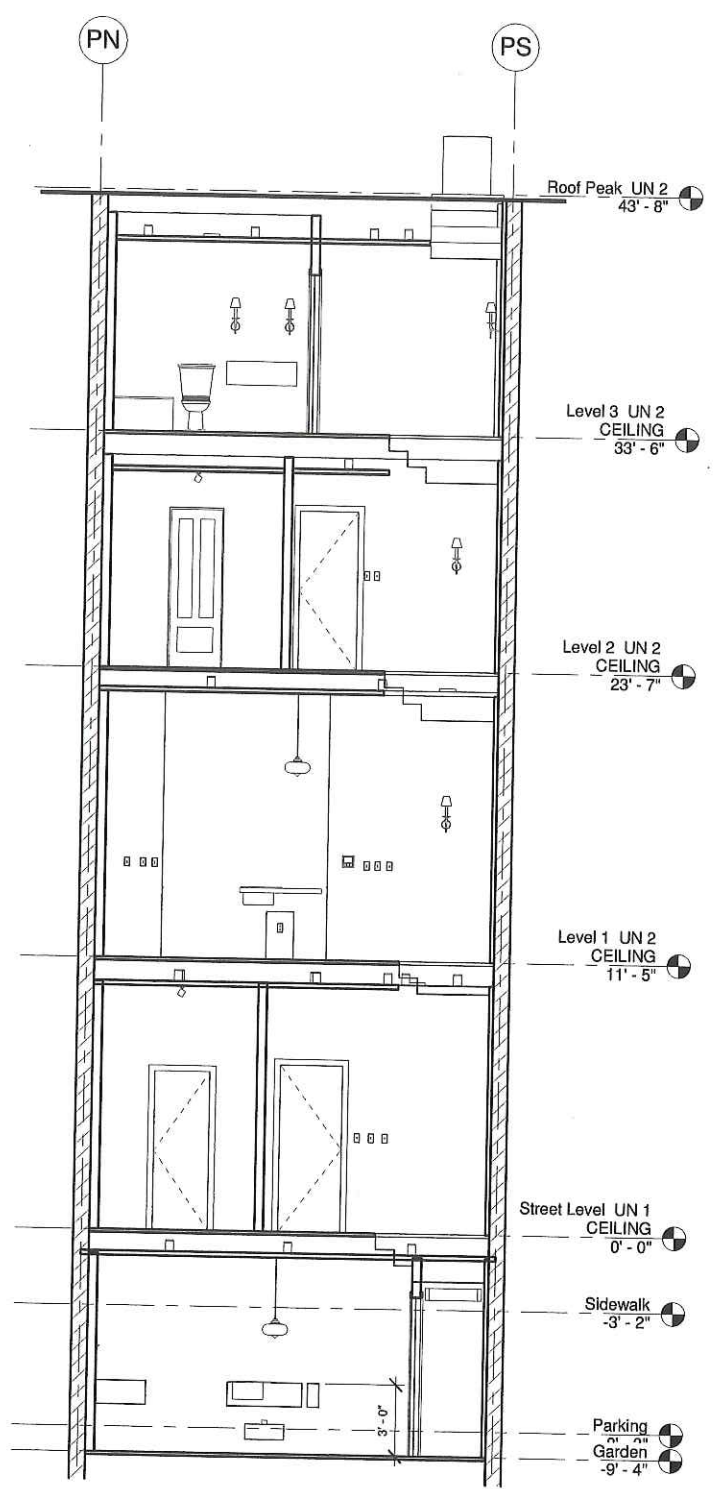 PN
PS
Roof Peak UN 2
43' - 8"
Level 3 UN 2
CEILING
33' - 6"
Level 2 UN 2
CEILING
23' - 7"
Level 1 UN 2
CEILING
11' - 5"
Street Level UN 1
CEILING
0' - 0"
Sidewalk
-3' - 2"
3' - 0"
Parking
Garden
-9' - 4"